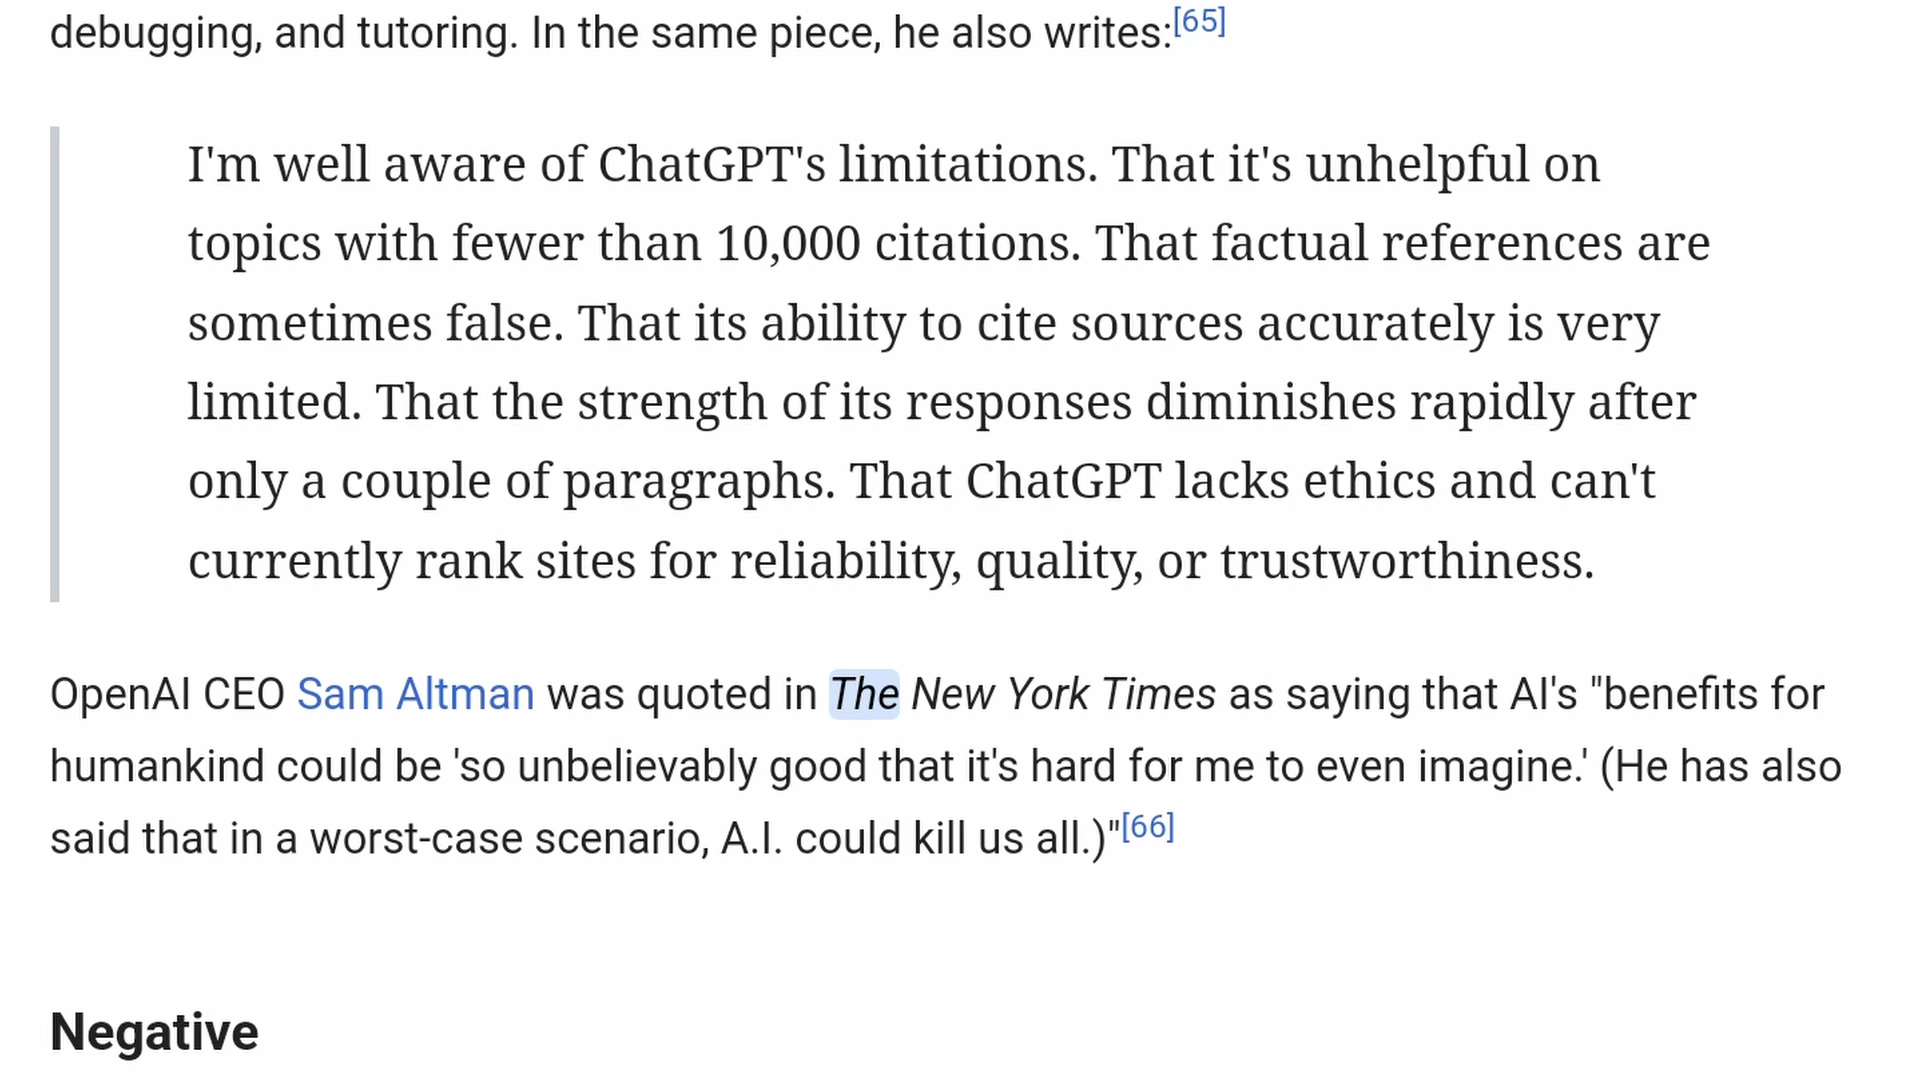 debugging, and tutoring. In the same piece, he also writes:[65]
I'm well aware of ChatGPT's limitations. That it's unhelpful on
topics with fewer than 10,000 citations. That factual references are
sometimes false. That its ability to cite sources accurately is very
limited. That the strength of its responses diminishes rapidly after
only a couple of paragraphs. That ChatGPT lacks ethics and can't
currently rank sites for reliability, quality, or trustworthiness.
OpenAI CEO Sam Altman was quoted in The New York Times as saying that AI's "benefits for
humankind could be 'so unbelievably good that it's hard for me to even imagine.' (He has also
said that in a worst-case scenario, A.I. could kill us all.)"[66]
Negative